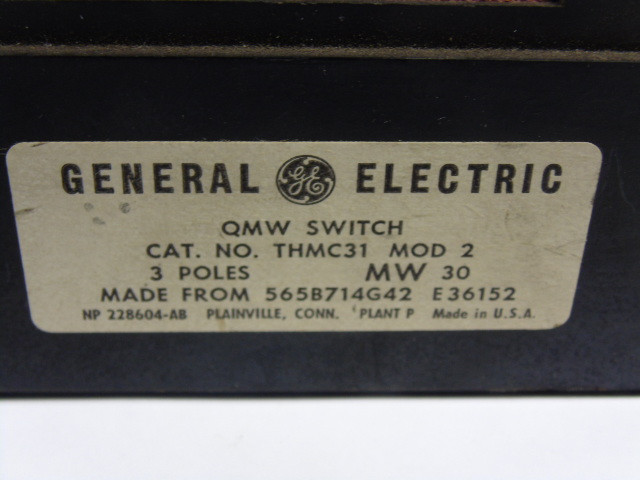 GENERAL GE ELECTRIC
QMW SWITCH
CAT. NO. THMC31 MOD 2
3 POLES MW 30
MADE FROM 565B714G42 E36152
NP 228604-AB PLAINVILLE, CONN. PLANT P Made in U.S.A.